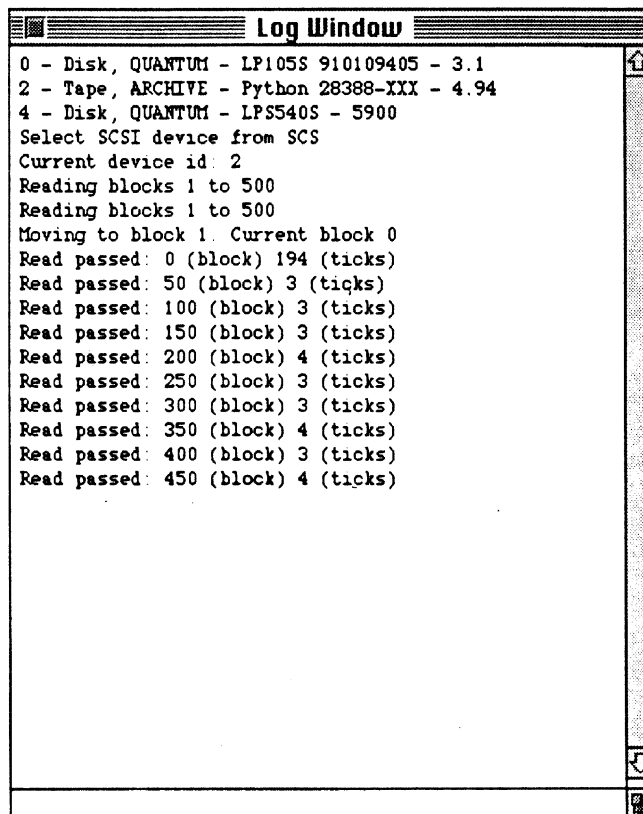 Log Window
0 - Disk, QUANTUM - LP105S 910109405 - 3.1
2 - Tape, ARCHIVE - Python 28388-XXX - 4.94
4 - Disk, QUANTUM - LPS540S - 5900
Select SCSI device from SCS
Current device id: 2
Reading blocks 1 to 500
Reading blocks 1 to 500
Moving to block 1. Current block 0
Read passed: 0 (block) 194 (ticks)
Read passed: 50 (block) 3 (ticks)
Read passed: 100 (block) 3 (ticks)
Read passed: 150 (block) 3 (ticks)
Read passed: 200 (block) 4 (ticks)
Read passed: 250 (block) 3 (ticks)
Read passed: 300 (block) 3 (ticks)
Read passed: 350 (block) 4 (ticks)
Read passed: 400 (block) 3 (ticks)
Read passed: 450 (block) 4 (ticks)